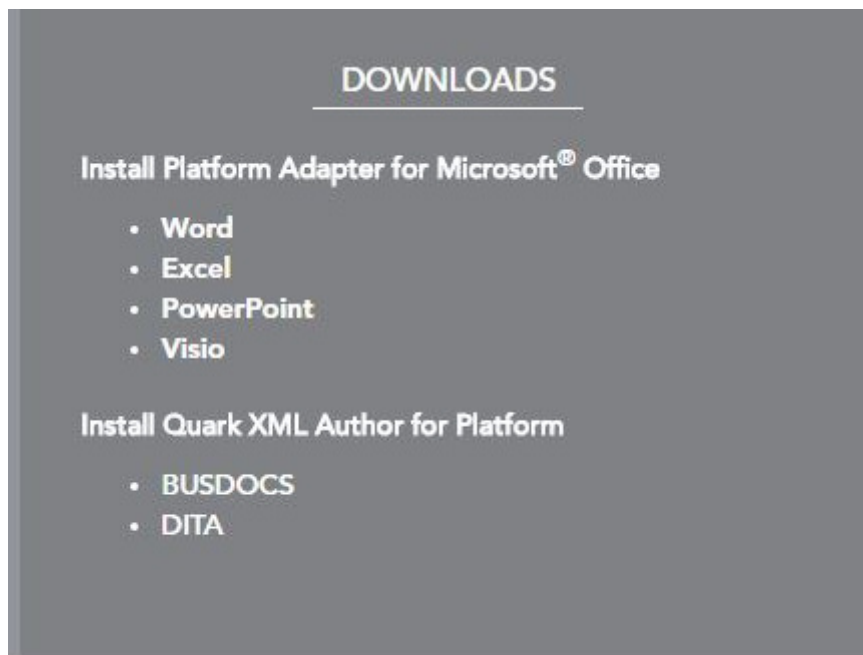 DOWNLOADS
Install Platform Adapter for Microsoft® Office
• Word
• Excel
• PowerPoint
• Visio
Install Quark XML Author for Platform
• BUSDOCS
• DITA